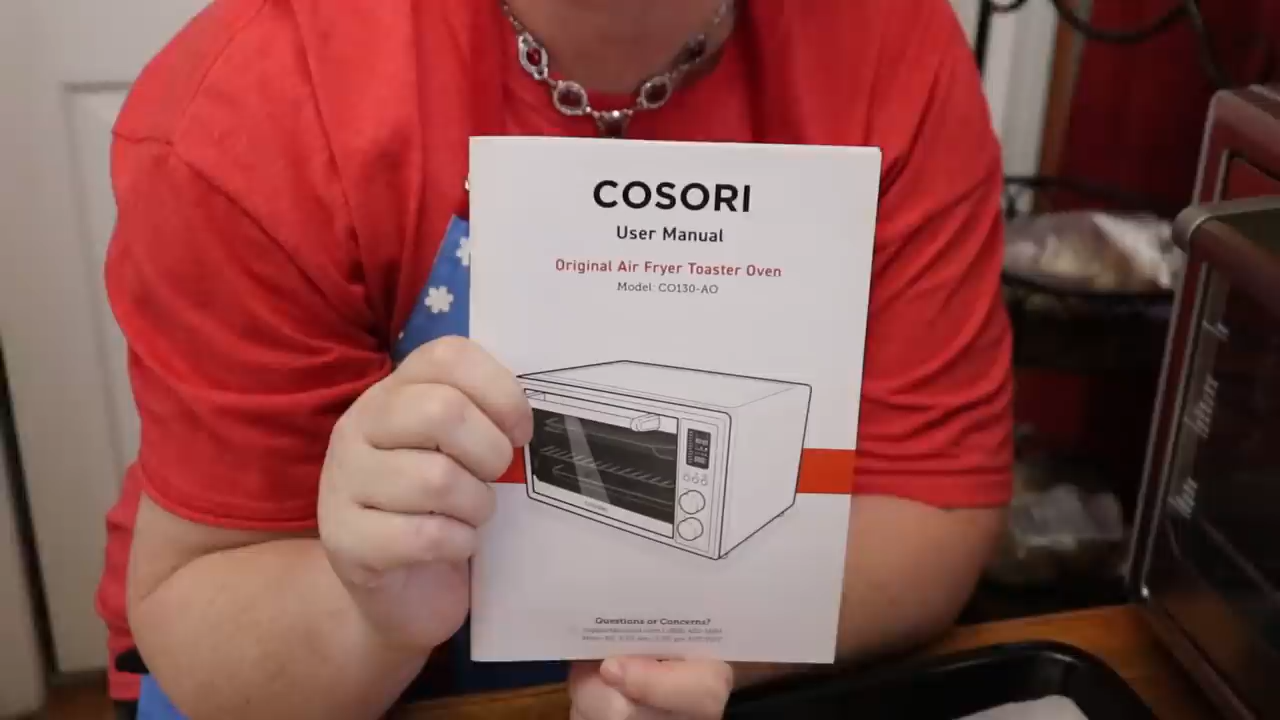 COSORI
User Manual
Original Air Fryer Toaster Oven
Model: CO130-AO
Questions or Concerns?